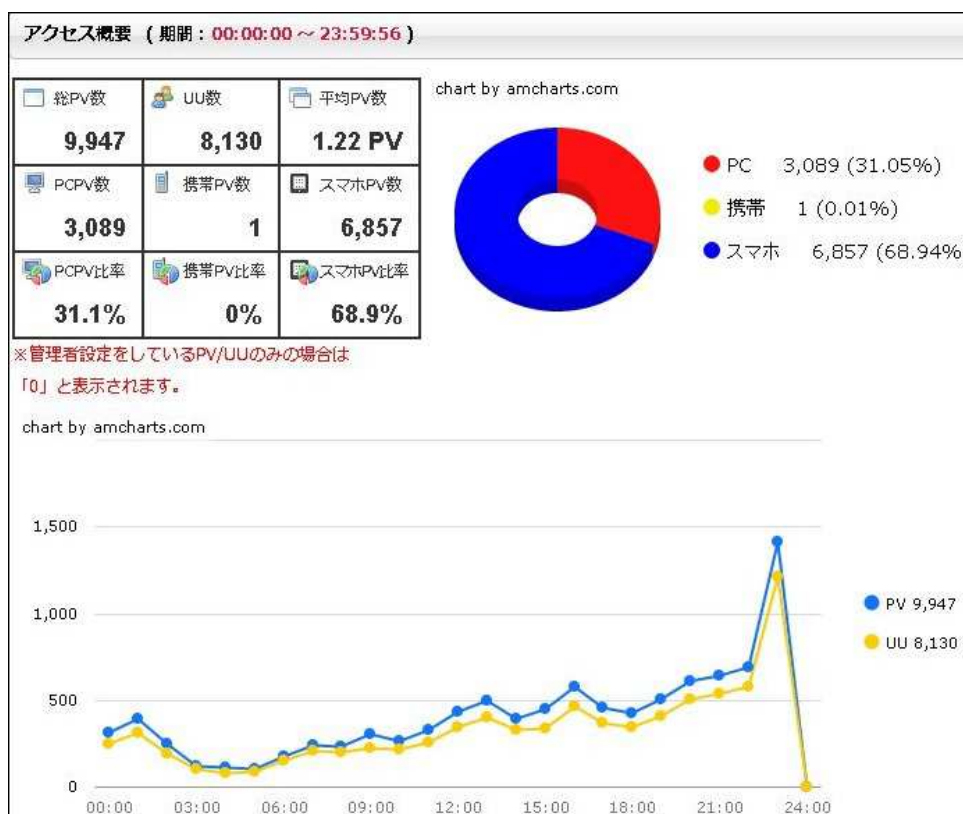 アクセス概要 ( 期間 : 00:00:00 ～ 23:59:56 )
総PV数 UU数 平均PV数
9,947 8,130 1.22 PV
PCPV数 携帯PV数 スマホPV数
3,089 1 6,857
PCPV比率 携帯PV比率 スマホPV比率
31.1% 0% 68.9%
※管理者設定をしているPV/UUのみの場合は
「0」と表示されます。
chart by amcharts.com
PC 3,089 (31.05%)
携帯 1 (0.01%)
スマホ 6,857 (68.94%
chart by amcharts.com
1,500
1,000
500
0
00:00 03:00 06:00 09:00 12:00 15:00 18:00 21:00 24:00
PV 9,947
UU 8,130